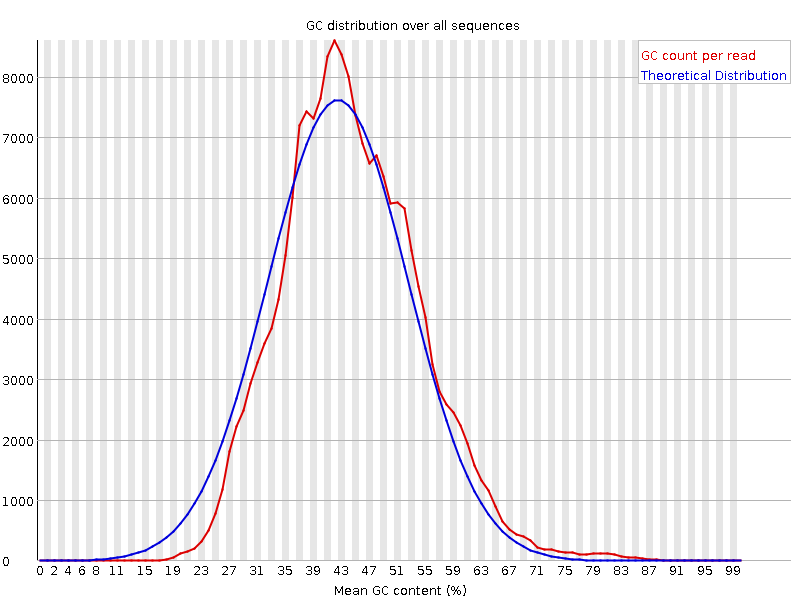 GC distribution over all sequences
GC count per read
Theoretical Distribution
8000
7000
6000
5000
4000
3000
2000
1000
0
0 2 4 6 8 11 15 19 23 27 31 35 39 43 47 51 55 59 63 67 71 75 79 83 87 91 95 99
Mean GC content (%)